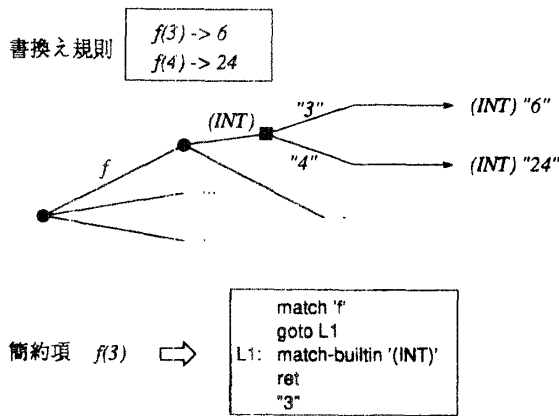 書換え規則
f(3) -> 6
f(4) -> 24
f
(INT)
"3"
"4"
(INT) "6"
(INT) "24"
...
簡約項 f(3)
match 'f'
goto L1
L1: match-builtin '(INT)'
ret
"3"